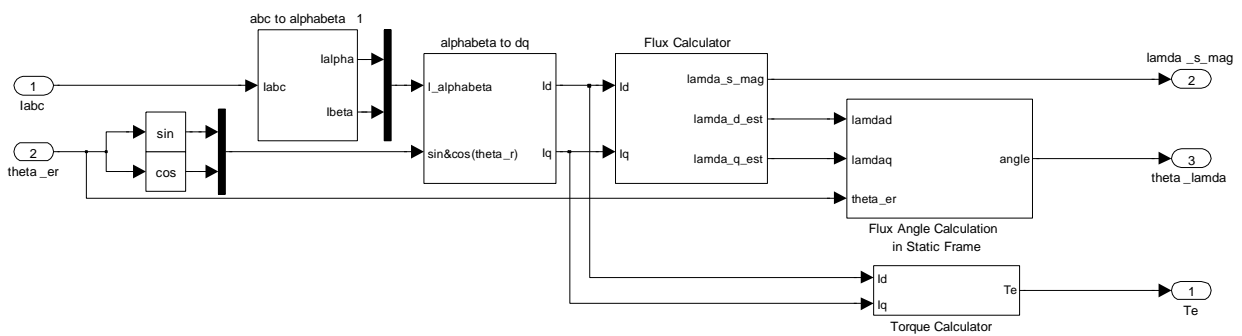 abc to alphabeta 1
Iabc
Ialpha
Ibeta
1
Iabc
2
theta _er
sin
cos
alphabeta to dq
I_alphabeta
sin&cos(theta_r)
Id
Iq
Flux Calculator
Id
Iq
lamda_s_mag
lamda_d_est
lamda_q_est
lamdad
lamdaq
theta_er
angle
Flux Angle Calculation
in Static Frame
Id
Iq
Te
Torque Calculator
lamda _s_mag
2
3
theta _lamda
1
Te